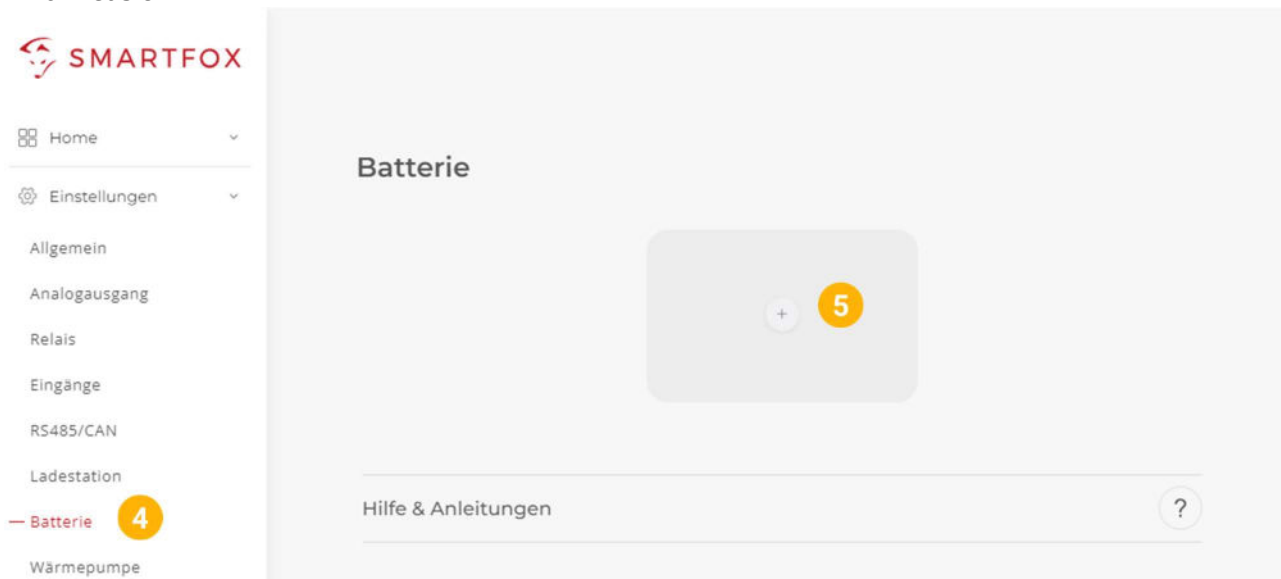 SMARTFOX
Home
Einstellungen
Allgemein
Analogausgang
Relais
Eingänge
RS485/CAN
Ladestation
Batterie 4
Wärmepumpe
Batterie
+ 5
Hilfe & Anleitungen ?